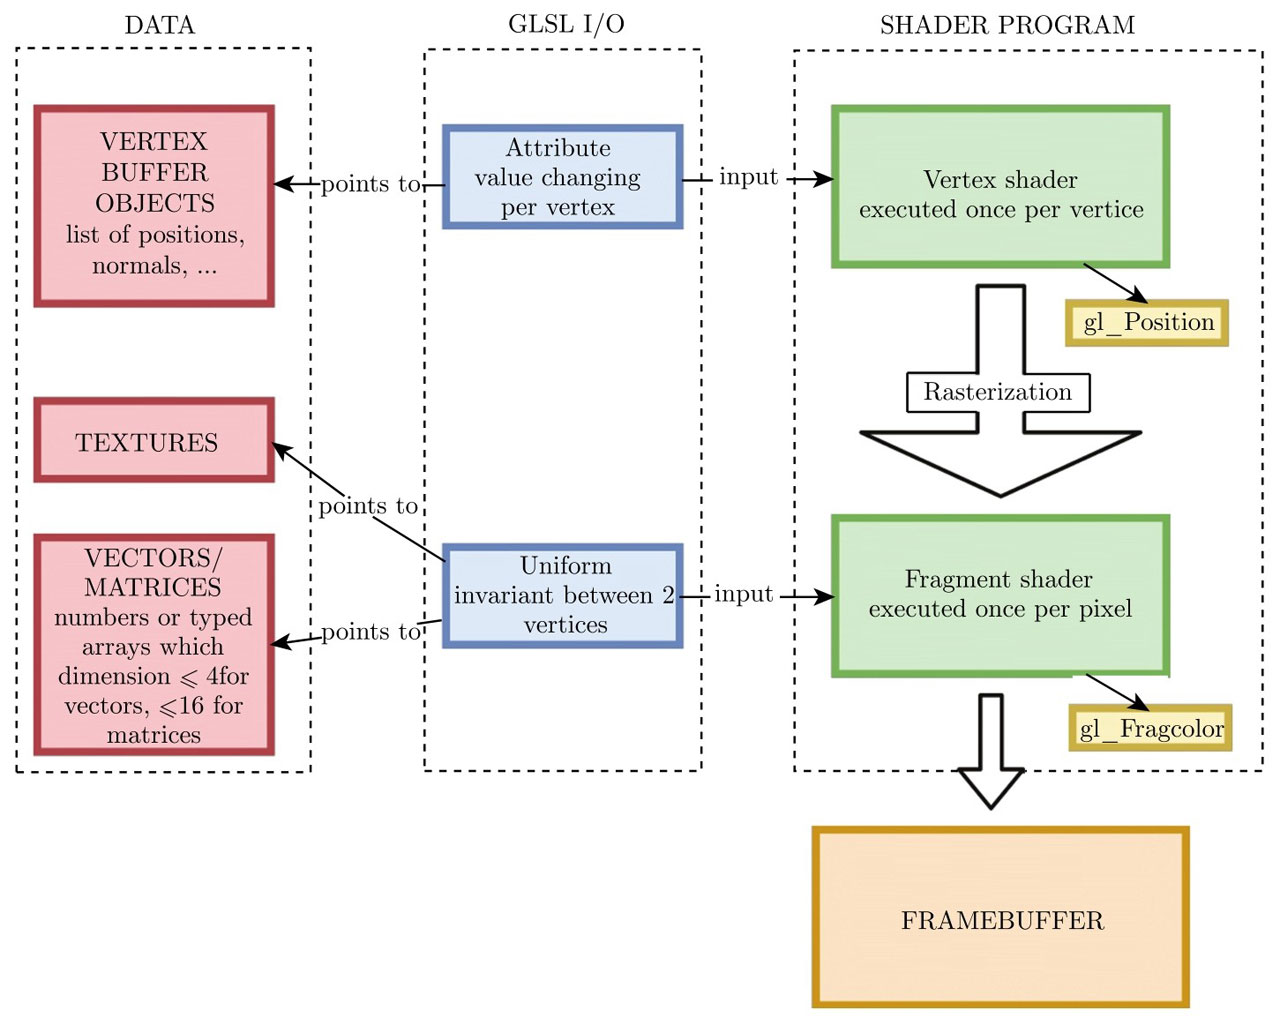 DATA
GLSL I/O
SHADER PROGRAM
VERTEX
BUFFER
OBJECTS
list of positions,
normals, ...
points to
Attribute
value changing
per vertex
input
Vertex shader
executed once per vertice
gl_Position
Rasterization
TEXTURES
points to
VECTORS/
MATRICES
numbers or typed
arrays which
dimension ⩽ 4for
vectors, ⩽16 for
matrices
points to
Uniform
invariant between 2
vertices
input
Fragment shader
executed once per pixel
gl_Fragcolor
FRAMEBUFFER